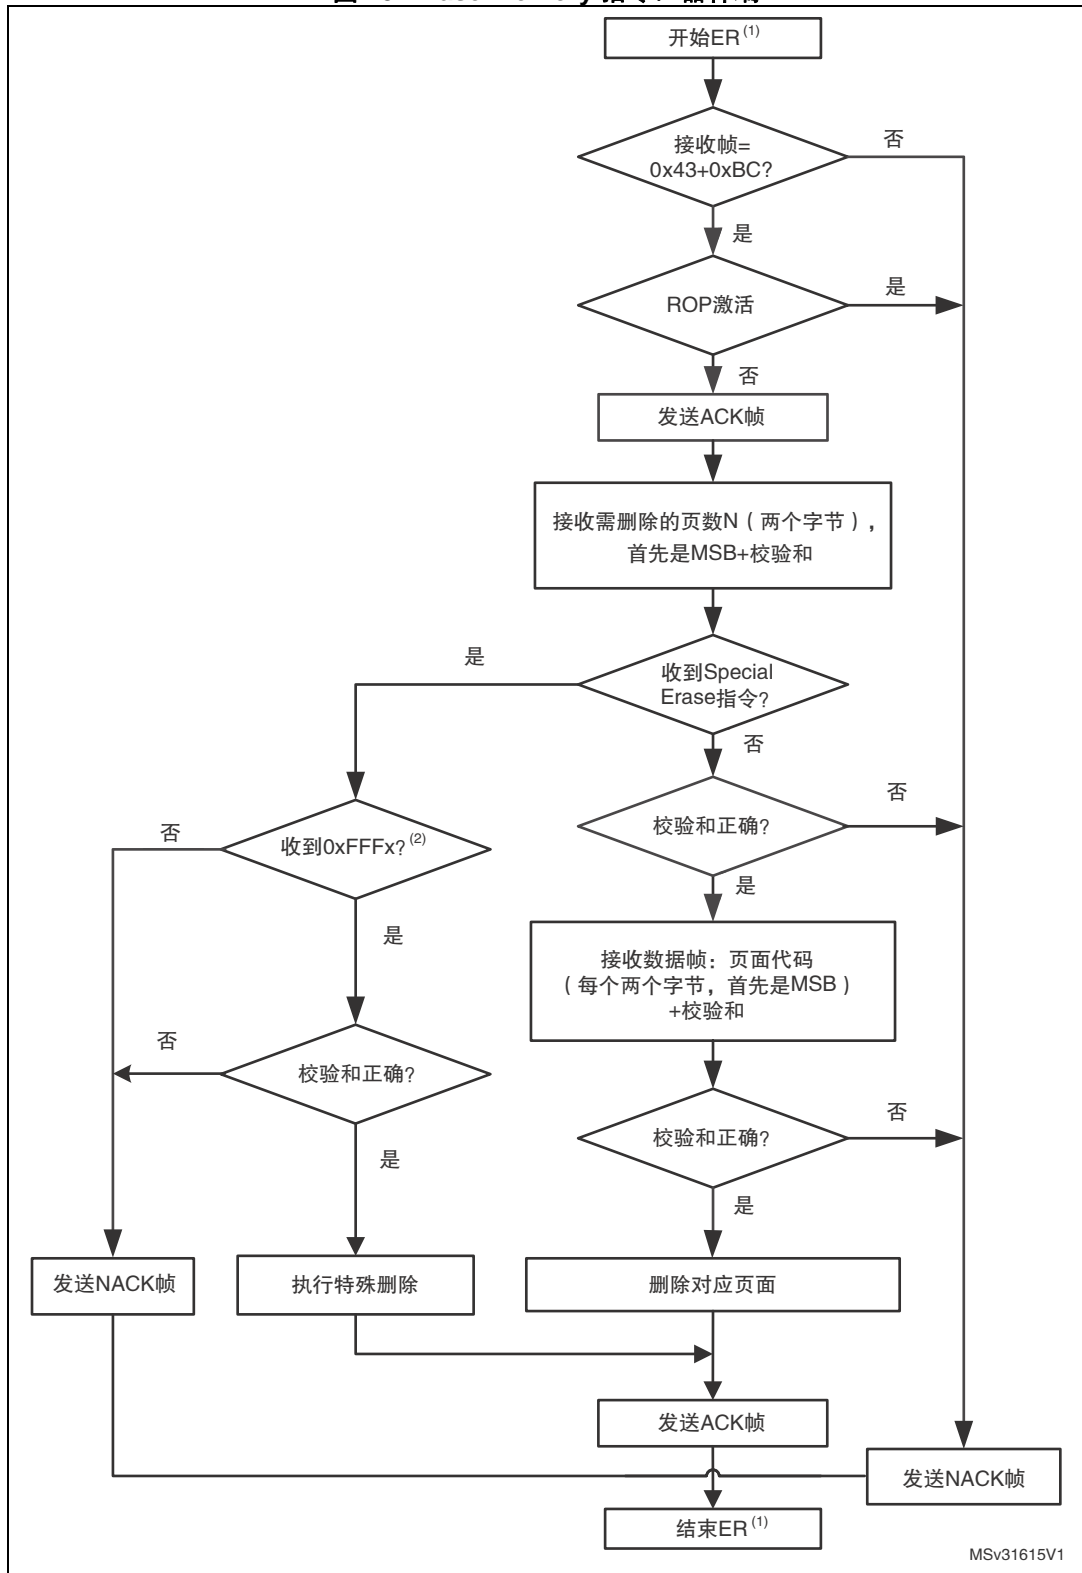 开始ER(1)
接收帧=
0x43+0xBC?
否
是
ROP激活
是
否
发送ACK帧
接收需删除的页数N（两个字节），
首先是MSB+校验和
收到Special
Erase指令?
是
否
收到0xFFFx?(2)
否
校验和正确?
否
是
是
接收数据帧：页面代码
（每个两个字节，首先是MSB）
+校验和
校验和正确?
否
校验和正确?
否
是
是
发送NACK帧
执行特殊删除
删除对应页面
发送ACK帧
发送NACK帧
结束ER(1)
MSv31615V1